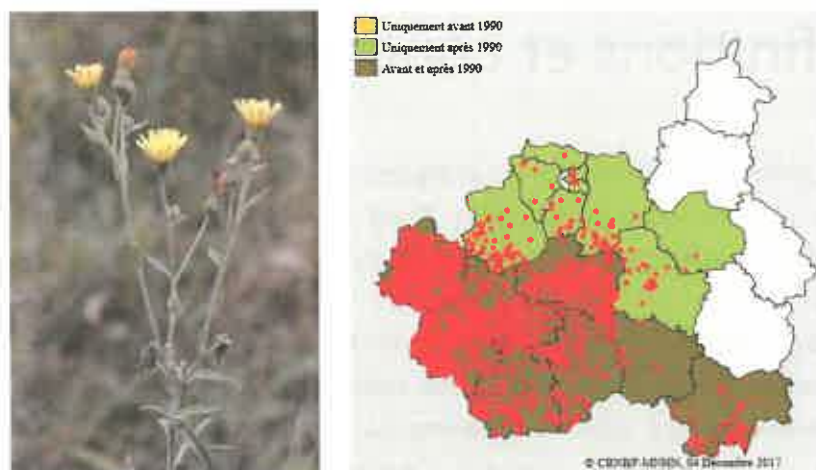 Uniquement avant 1990
Uniquement après 1990
Avant et après 1990
© CBNBP-MNHN, 04 Décembre 2017